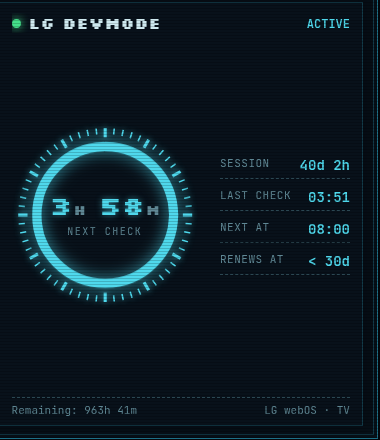 LG DEVMODE
ACTIVE
3H 58M
NEXT CHECK
SESSION 40d 2h
LAST CHECK 03:51
NEXT AT 08:00
RENEWS AT < 30d
Remaining: 963h 41m
LG webOS · TV